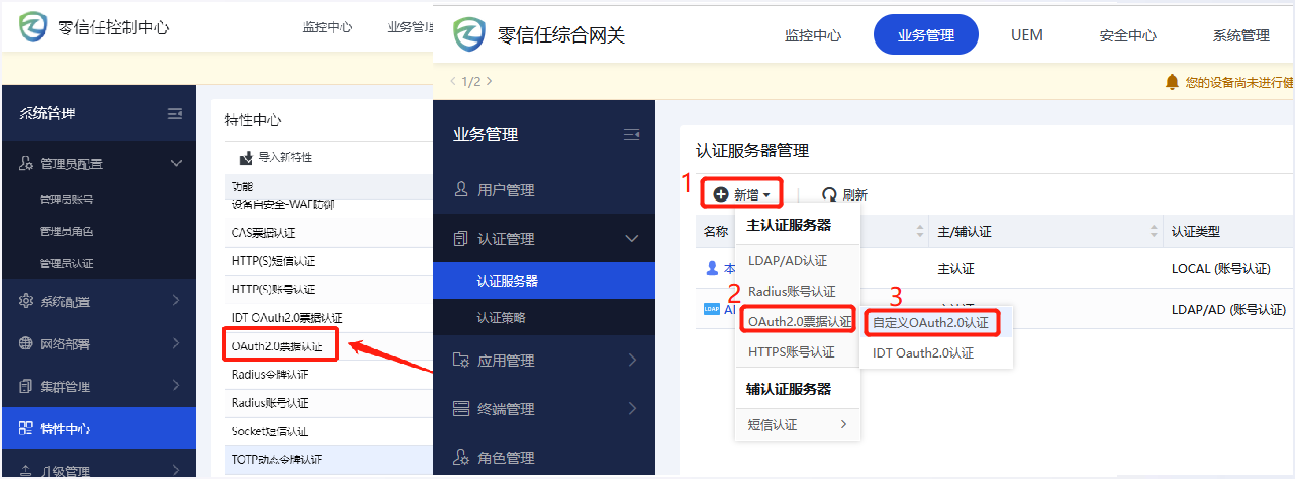 零信任控制中心
监控中心
业务管理
系统管理
管理员配置
管理员账号
管理员角色
管理员认证
系统配置
网络部署
集群管理
特性中心
升级管理
特性中心
导入新特性
功能
设备自安全-WAF防御
CAS票据认证
HTTP(S)短信认证
HTTP(S)账号认证
IDT OAuth2.0票据认证
OAuth2.0票据认证
Radius令牌认证
Radius账号认证
Socket短信认证
TOTP动态令牌认证
零信任综合网关
监控中心
业务管理
UEM
安全中心
系统管理
1/2
您的设备尚未进行健
业务管理
用户管理
认证管理
认证服务器
认证策略
应用管理
终端管理
角色管理
认证服务器管理
1
新增
刷新
名称
主/辅认证
认证类型
本
主认证
LOCAL (账号认证)
LDAP
LDAP/AD (账号认证)
主认证服务器
LDAP/AD认证
Radius账号认证
2
OAuth2.0票据认证
HTTPS账号认证
辅认证服务器
短信认证
3
自定义OAuth2.0认证
IDT Oauth2.0认证